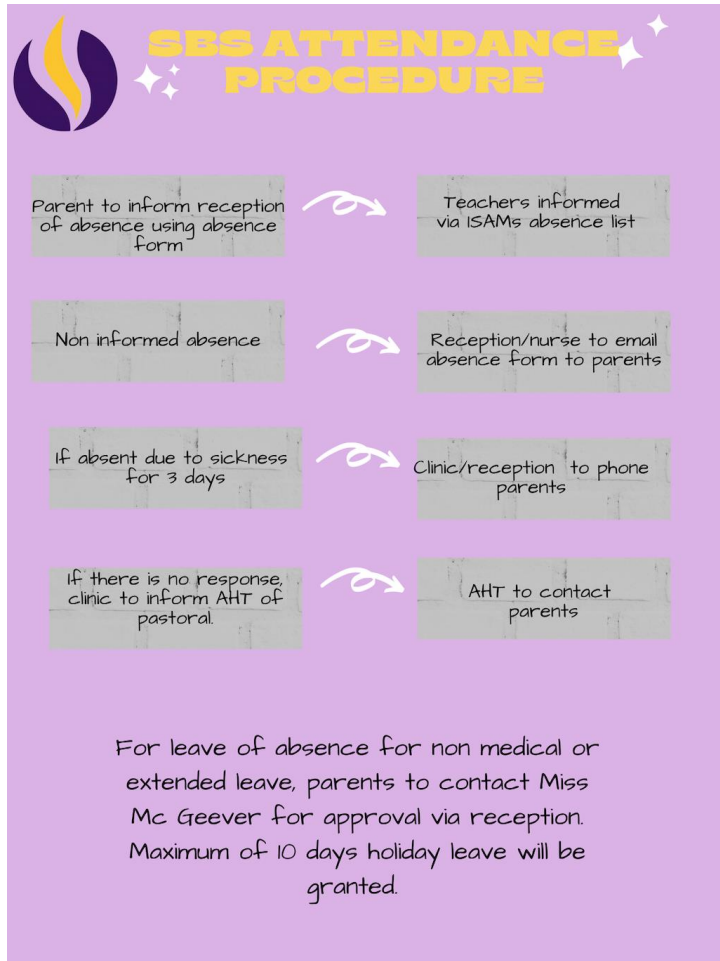 SBS ATTENDANCE
PROCEDURE
Parent to inform reception
of absence using absence
form
Teachers informed
via ISAMs absence list
Non informed absence
Reception/nurse to email
absence form to parents
If absent due to sickness
for 3 days
Clinic/reception to phone
parents
If there is no response,
clinic to inform AHT of
pastoral.
AHT to contact
parents
For leave of absence for non medical or
extended leave, parents to contact Miss
Mc Geever for approval via reception.
Maximum of 10 days holiday leave will be
granted.